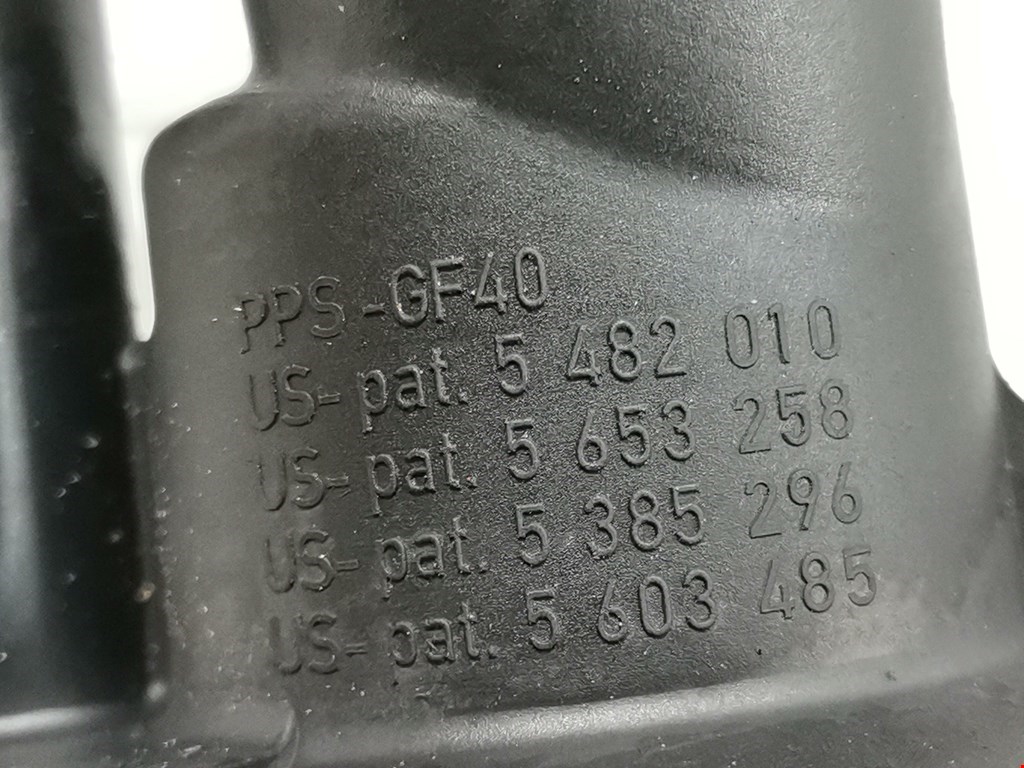 PPS-GF40
US-pat. 5 482 010
US-pat. 5 653 258
US-pat. 5 385 296
US-pat. 5 603 485